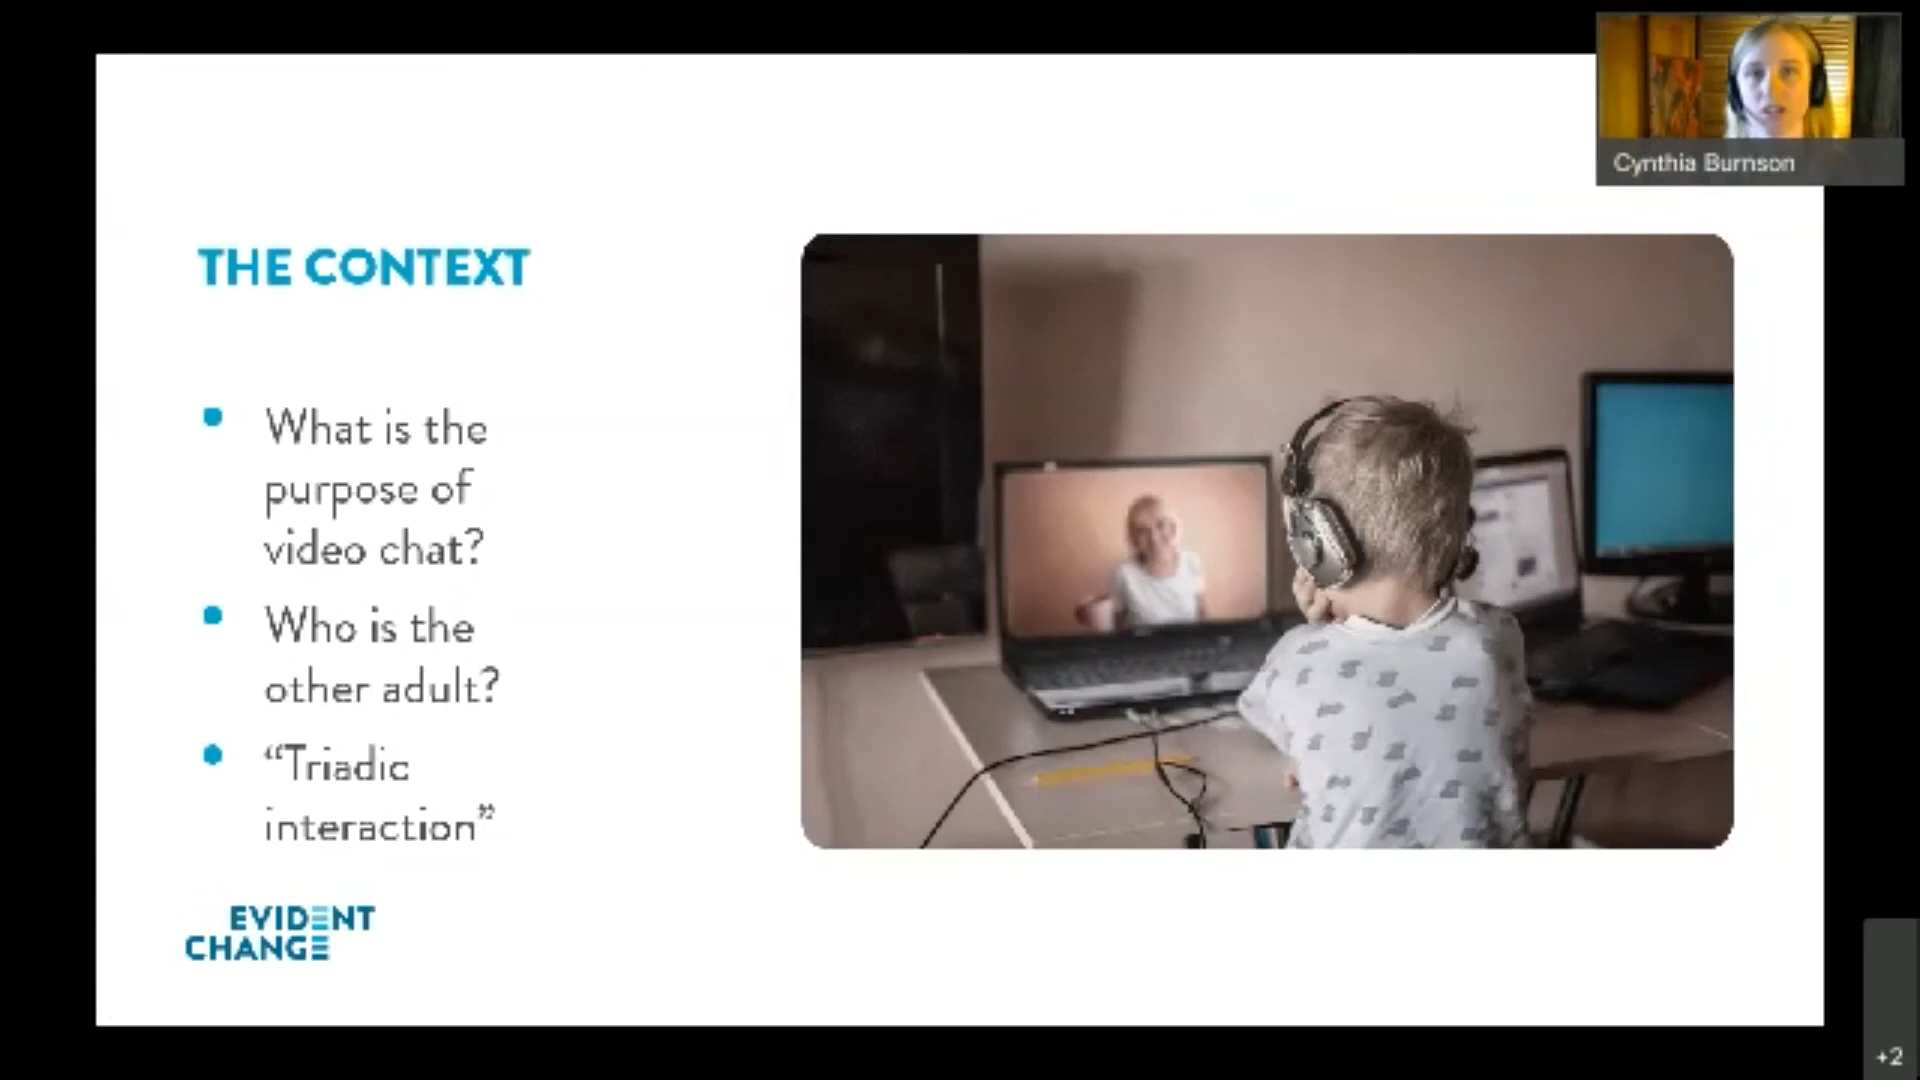 Cynthia Burnson
THE CONTEXT
What is the
purpose of
video chat?
Who is the
other adult?
“Triadic
interaction”
EVIDENT
CHANGE
+2